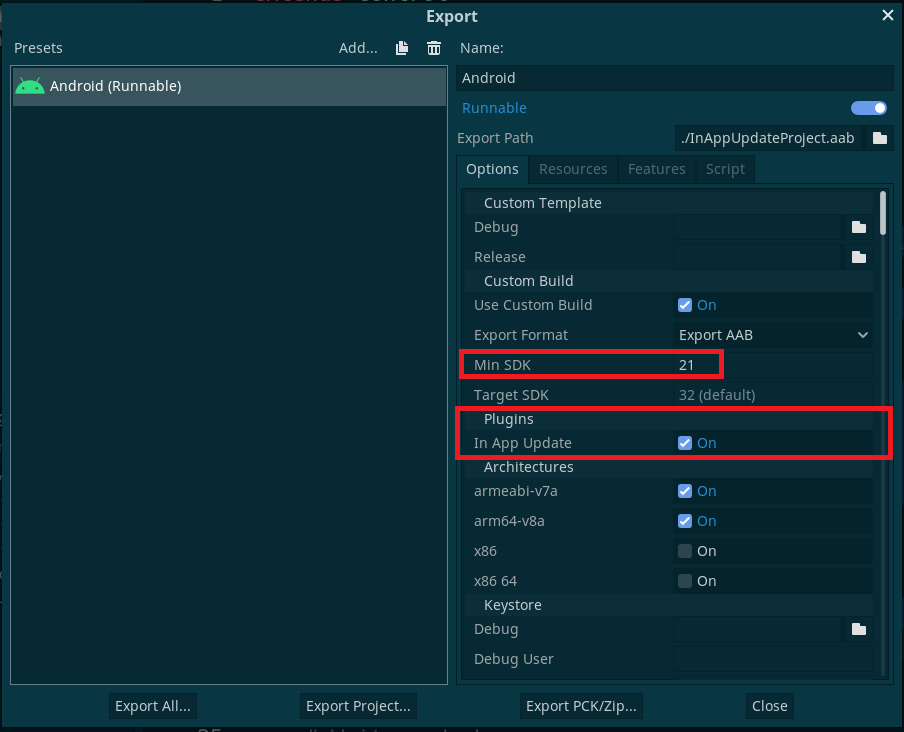 Export
Presets
Add...
Name:
Android (Runnable)
Android
Runnable
Export Path
./InAppUpdateProject.aab
Options Resources Features Script
Custom Template
Debug
Release
Custom Build
Use Custom Build On
Export Format Export AAB
Min SDK 21
Target SDK 32 (default)
Plugins
In App Update On
Architectures
armeabi-v7a On
arm64-v8a On
x86 On
x86 64 On
Keystore
Debug
Debug User
Export All... Export Project... Export PCK/Zip... Close